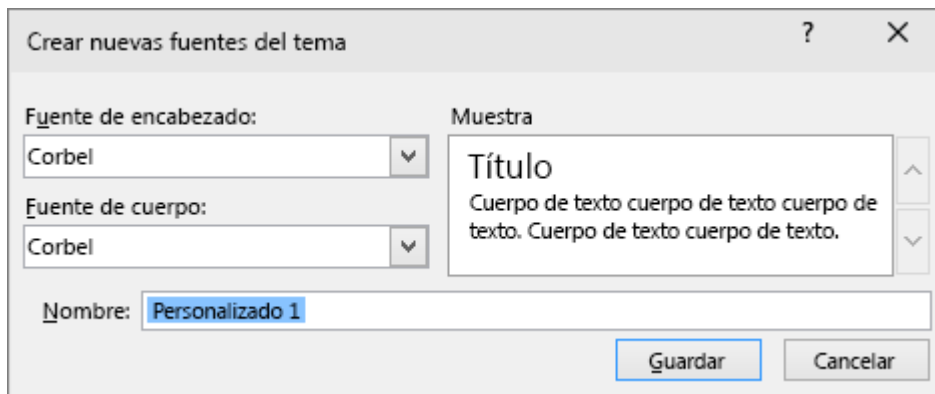 Crear nuevas fuentes del tema
?
Fuente de encabezado:
Corbel
Fuente de cuerpo:
Corbel
Muestra
Título
Cuerpo de texto cuerpo de texto cuerpo de
texto. Cuerpo de texto cuerpo de texto.
Nombre: Personalizado 1
Guardar Cancelar